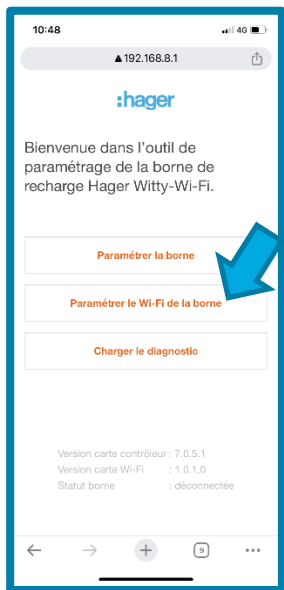 10:48
4G
192.168.8.1
:hager
Bienvenue dans l'outil de
paramétrage de la borne de
recharge Hager Witty-Wi-Fi.
Paramétrer la borne
Paramétrer le Wi-Fi de la borne
Charger le diagnostic
Version carte contrôleur : 7.0.5.1
Version carte Wi-Fi : 1.0.1.0
Statut borne : déconnectée
9